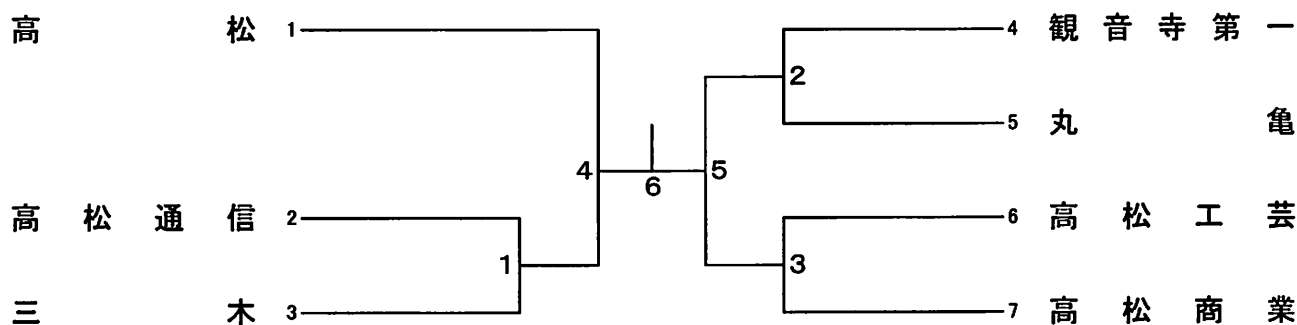 高松 1
4 観音寺第一
2
5 丸亀
4
5
6
高松通信 2
6 高松工芸
1
3
三木 3
7 高松商業